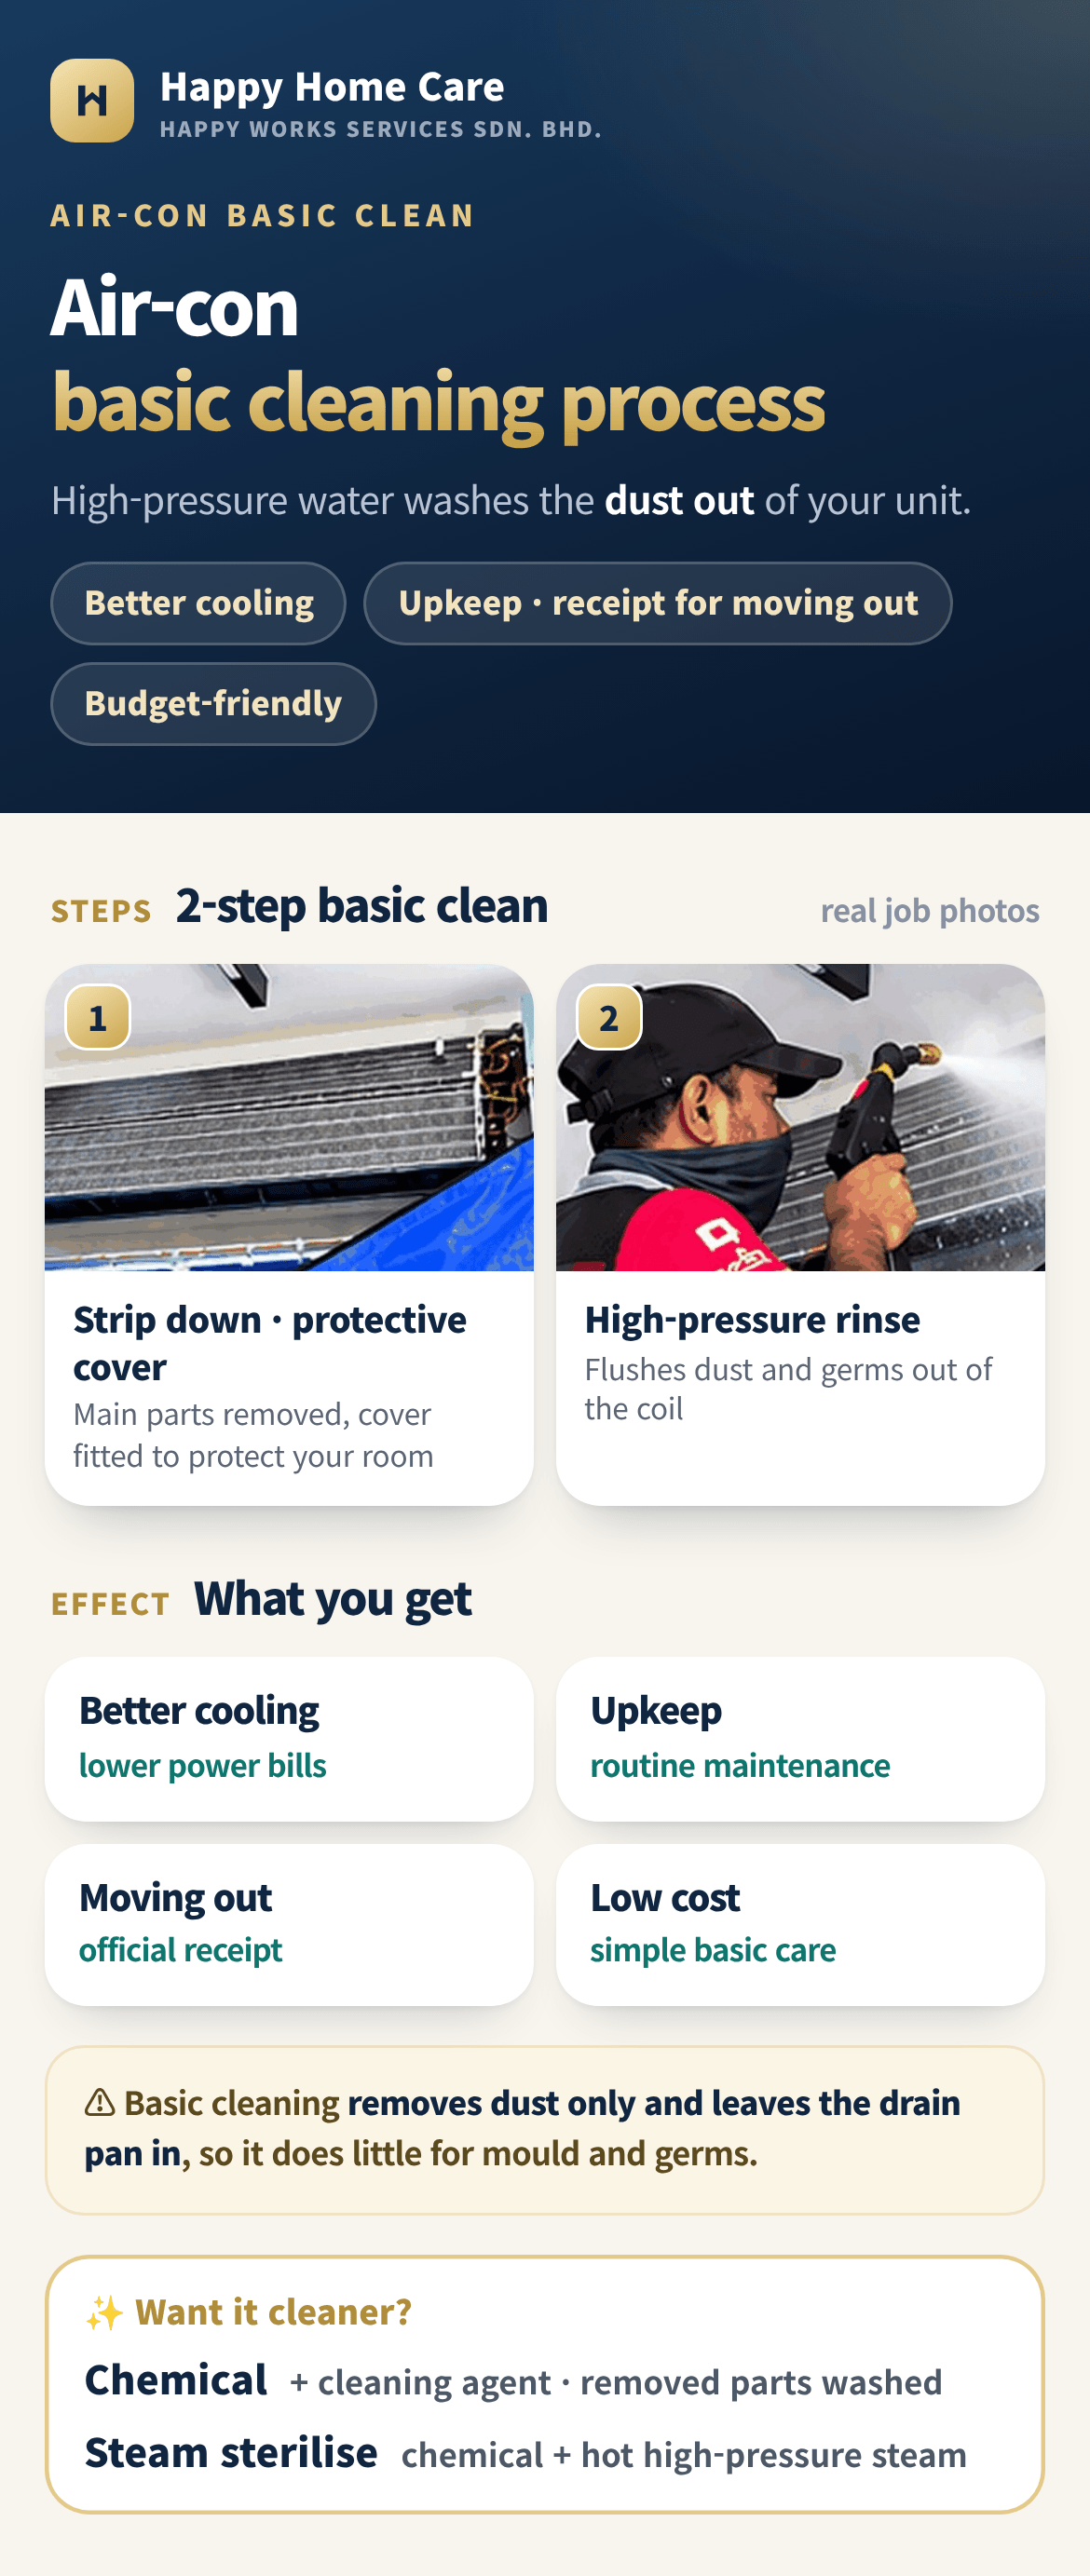 Happy Home Care
HAPPY WORKS SERVICES SDN. BHD.
AIR-CON BASIC CLEAN
Air-con
basic cleaning process
High-pressure water washes the dust out of your unit.
Better cooling
Upkeep · receipt for moving out
Budget-friendly
STEPS 2-step basic clean
real job photos
1
Strip down · protective
cover
Main parts removed, cover
fitted to protect your room
2
High-pressure rinse
Flushes dust and germs out of
the coil
EFFECT What you get
Better cooling
lower power bills
Upkeep
routine maintenance
Moving out
official receipt
Low cost
simple basic care
⚠ Basic cleaning removes dust only and leaves the drain
pan in, so it does little for mould and germs.
✨ Want it cleaner?
Chemical + cleaning agent · removed parts washed
Steam sterilise chemical + hot high-pressure steam